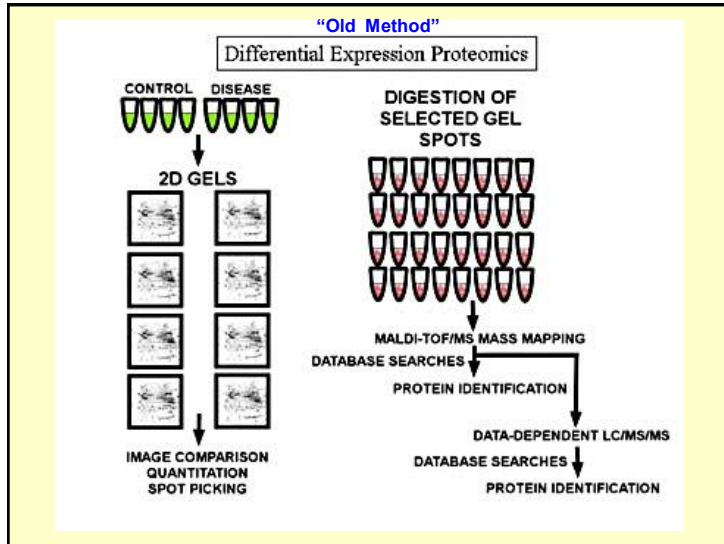 “Old Method”
Differential Expression Proteomics
CONTROL DISEASE
2D GELS
IMAGE COMPARISON
QUANTITATION
SPOT PICKING
DIGESTION OF
SELECTED GEL
SPOTS
MALDI-TOF/MS MASS MAPPING
DATABASE SEARCHES
PROTEIN IDENTIFICATION
DATA-DEPENDENT LC/MS/MS
DATABASE SEARCHES
PROTEIN IDENTIFICATION